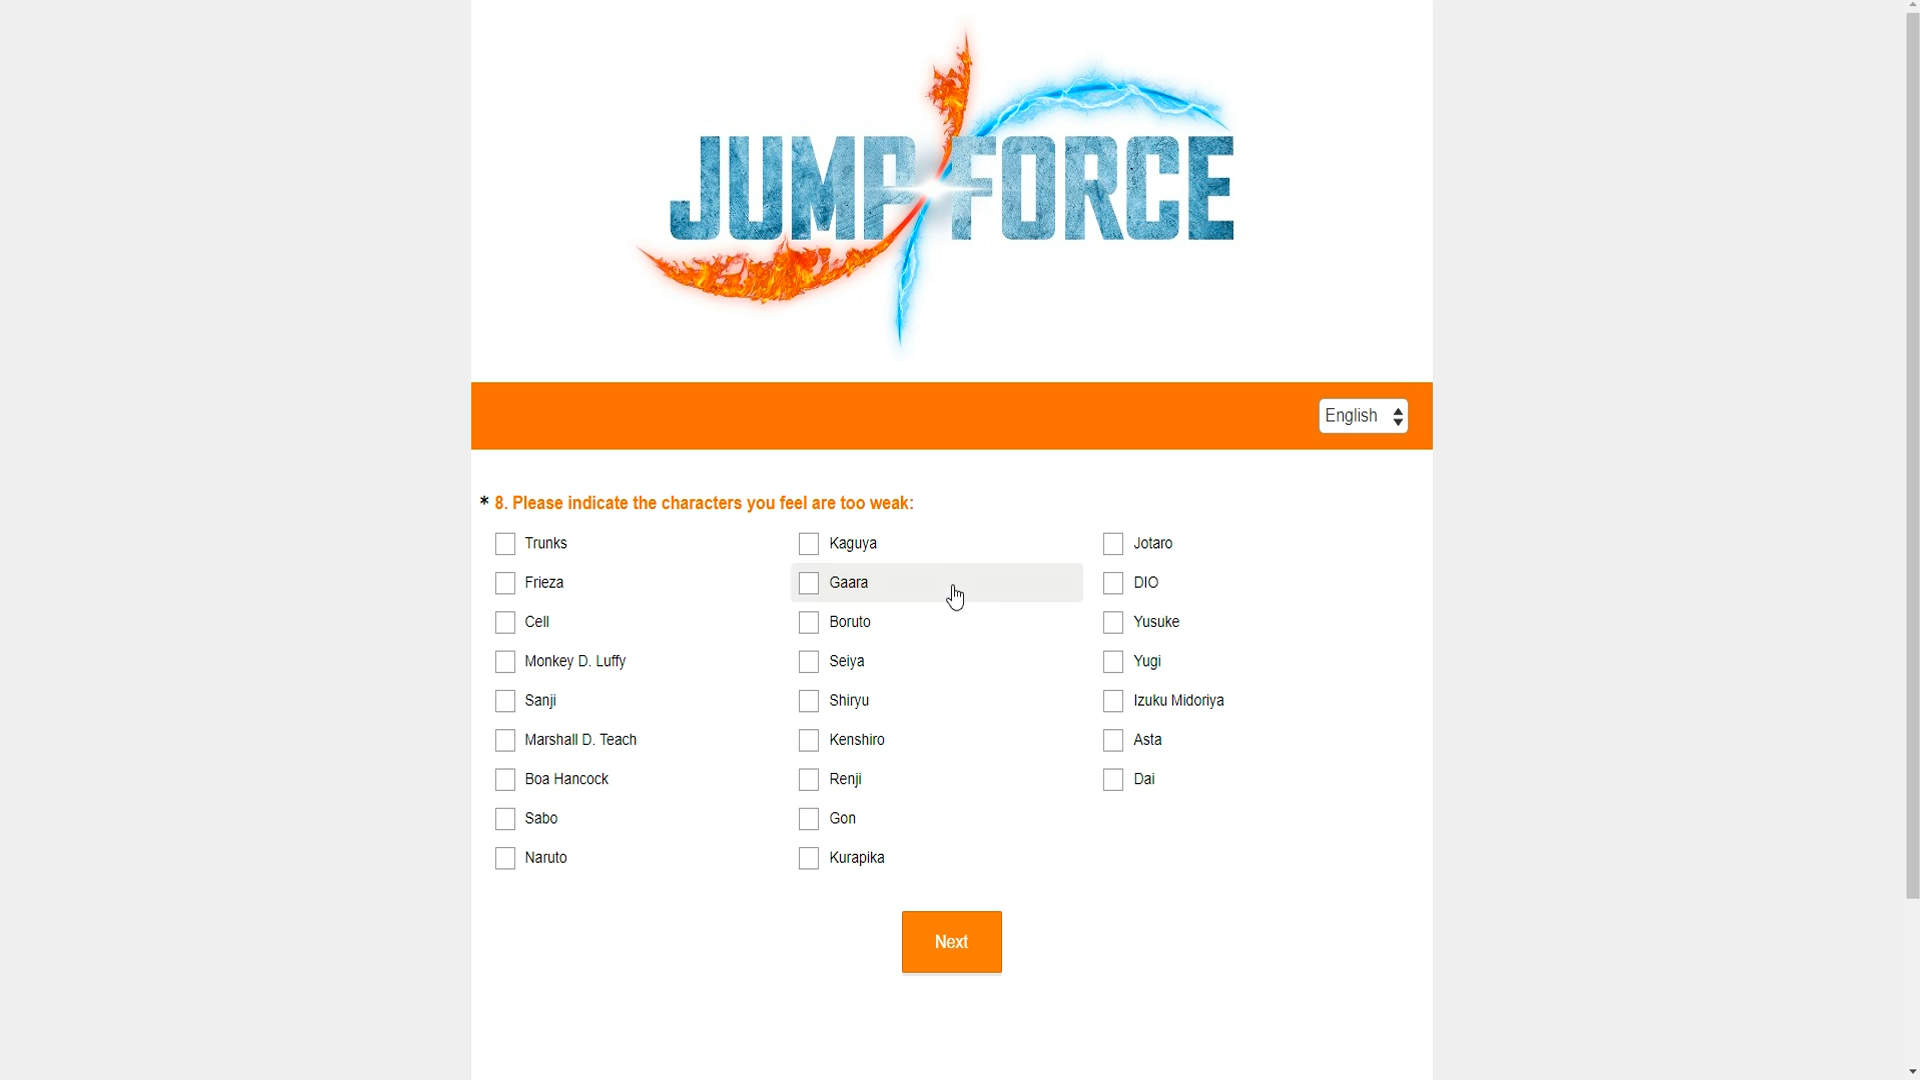 JUMP FORCE
English
* 8. Please indicate the characters you feel are too weak:
Trunks
Frieza
Cell
Monkey D. Luffy
Sanji
Marshall D. Teach
Boa Hancock
Sabo
Naruto
Kaguya
Gaara
Boruto
Seiya
Shiryu
Kenshiro
Renji
Gon
Kurapika
Jotaro
DIO
Yusuke
Yugi
Izuku Midoriya
Asta
Dai
Next